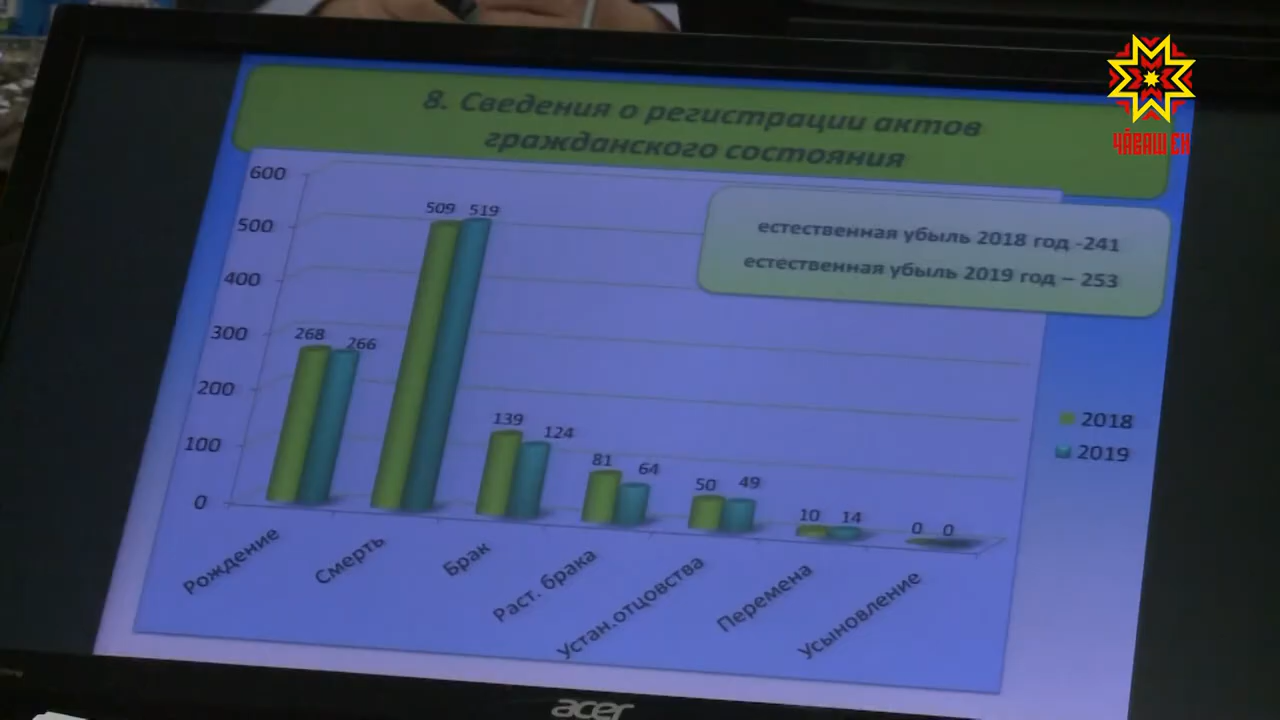 8. Сведения о регистрации актов
гражданского состояния
ЧӐВАШ ЕН
естественная убыль 2018 год -241
естественная убыль 2019 год – 253
600
500
400
300
200
100
0
268 266
509 519
139 124
81 64
50 49
10 14
0 0
2018
2019
Рождение
Смерть
Брак
Раст. брака
Устан.отцовства
Перемена
Усыновление
acer